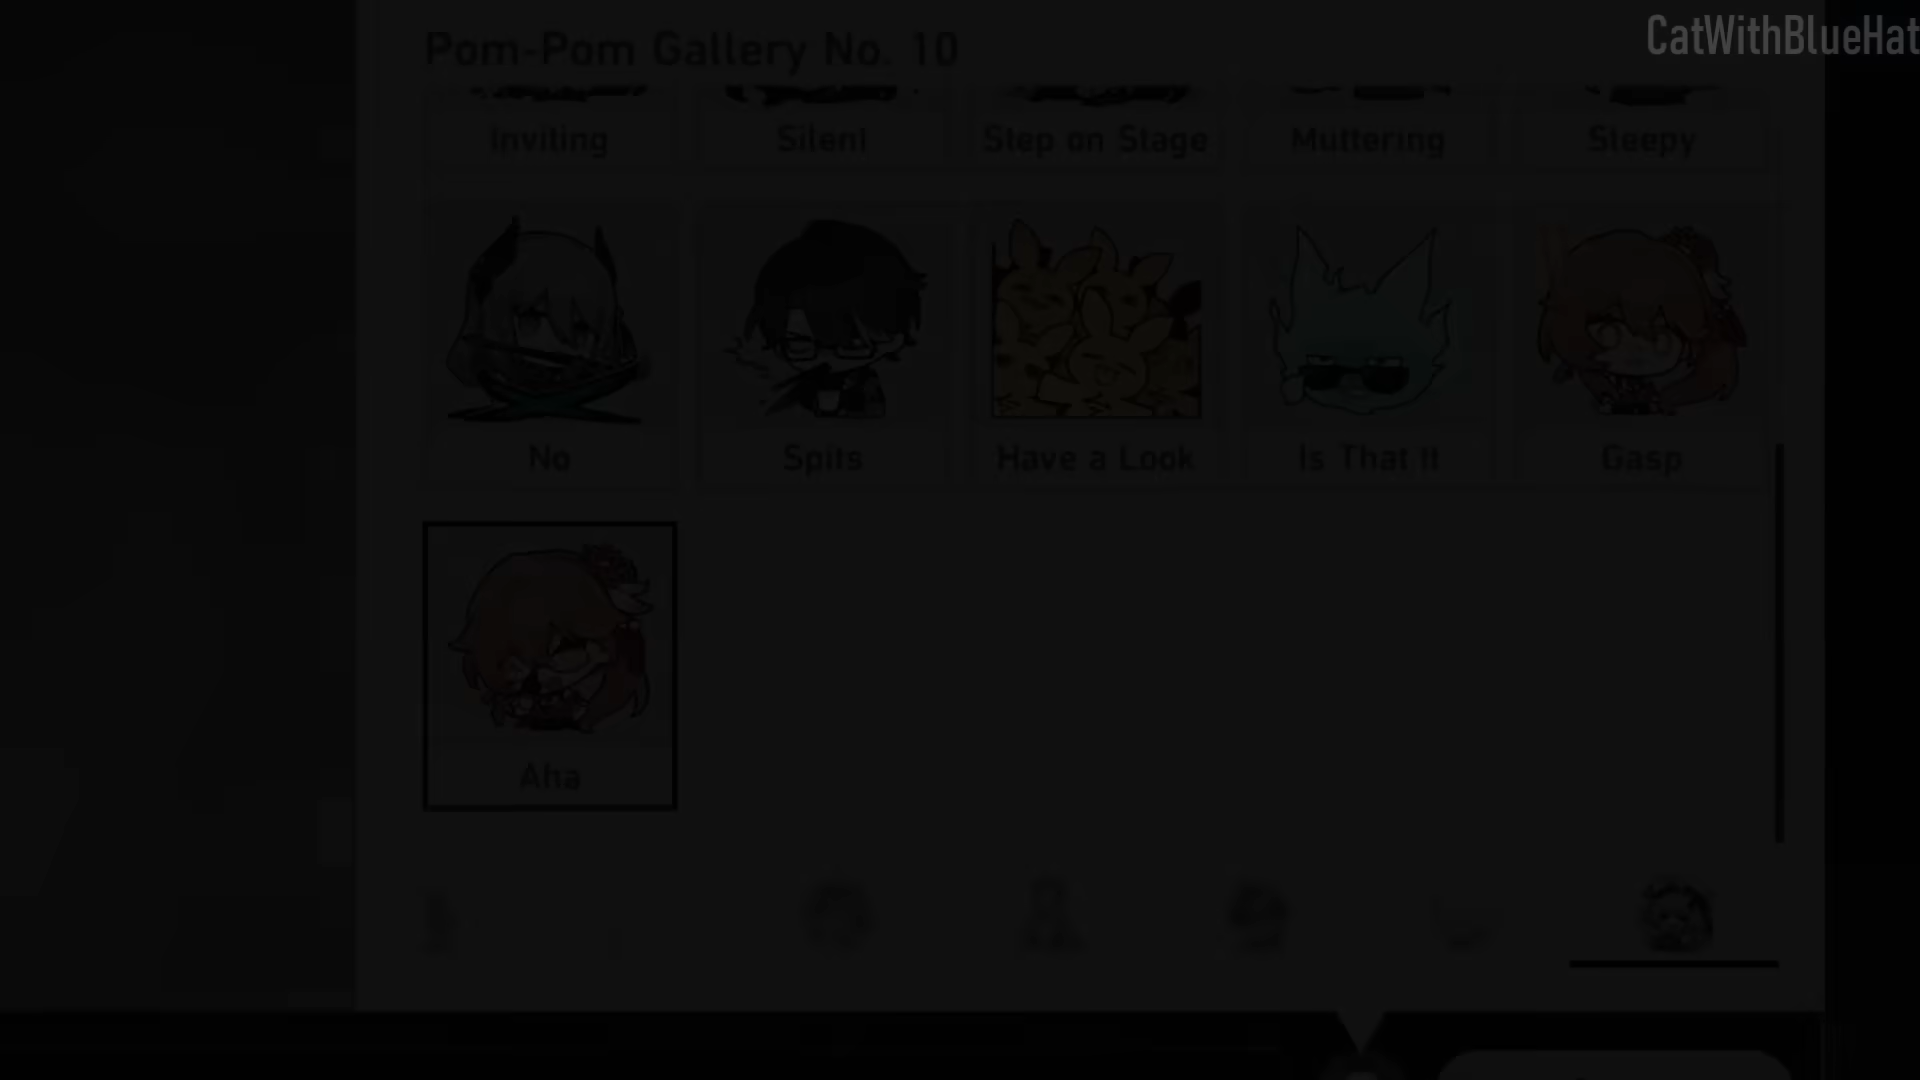 CatWithBlueHat
Pom-Pom Gallery No. 10
Inviting
Silent
Step on Stage
Muttering
Sleepy
No
Spits
Have a Look
Is That It
Gasp
Aha